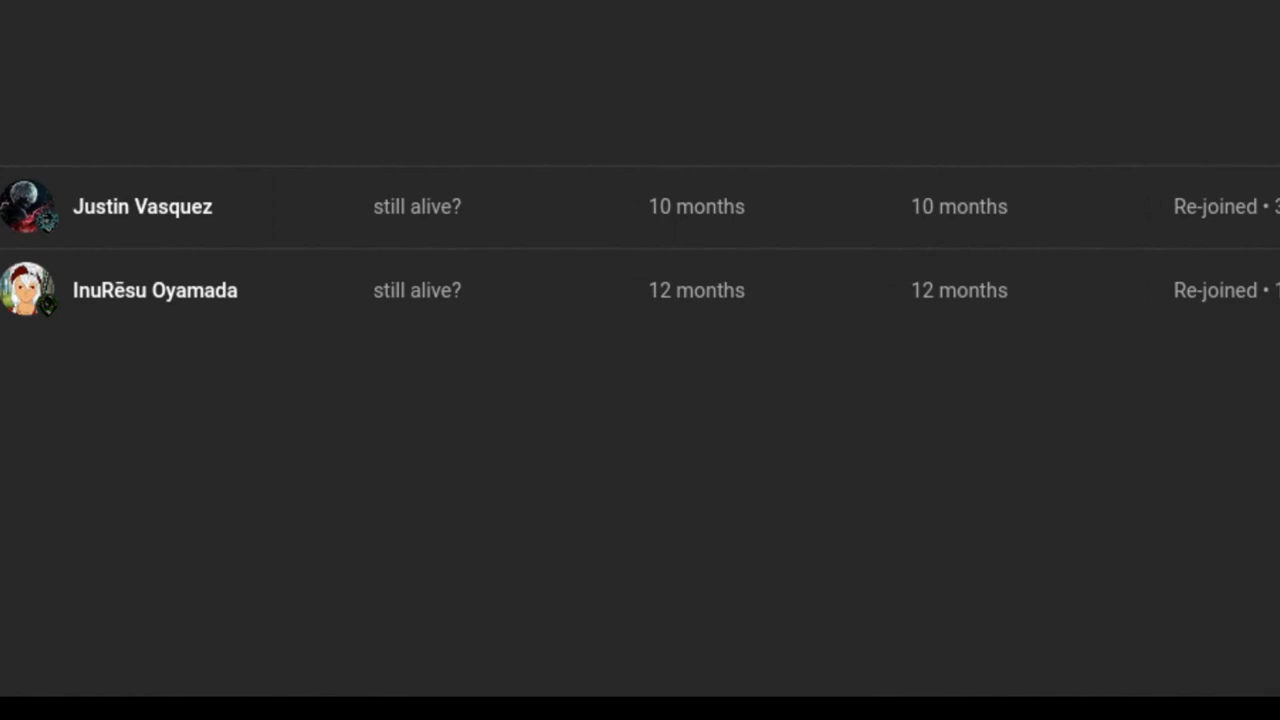 Justin Vasquez still alive? 10 months 10 months Re-joined •
InuRēsu Oyamada still alive? 12 months 12 months Re-joined •